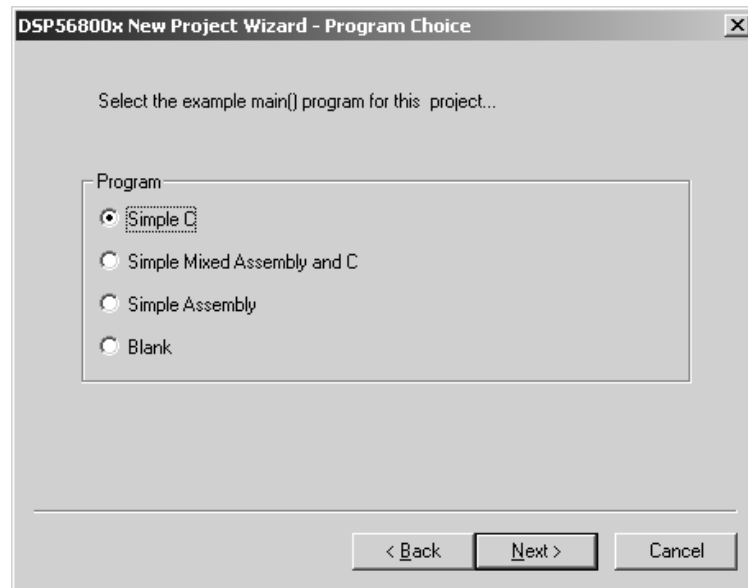 DSP56800x New Project Wizard - Program Choice
Select the example main() program for this project...
Program
Simple C
Simple Mixed Assembly and C
Simple Assembly
Blank
< Back
Next >
Cancel